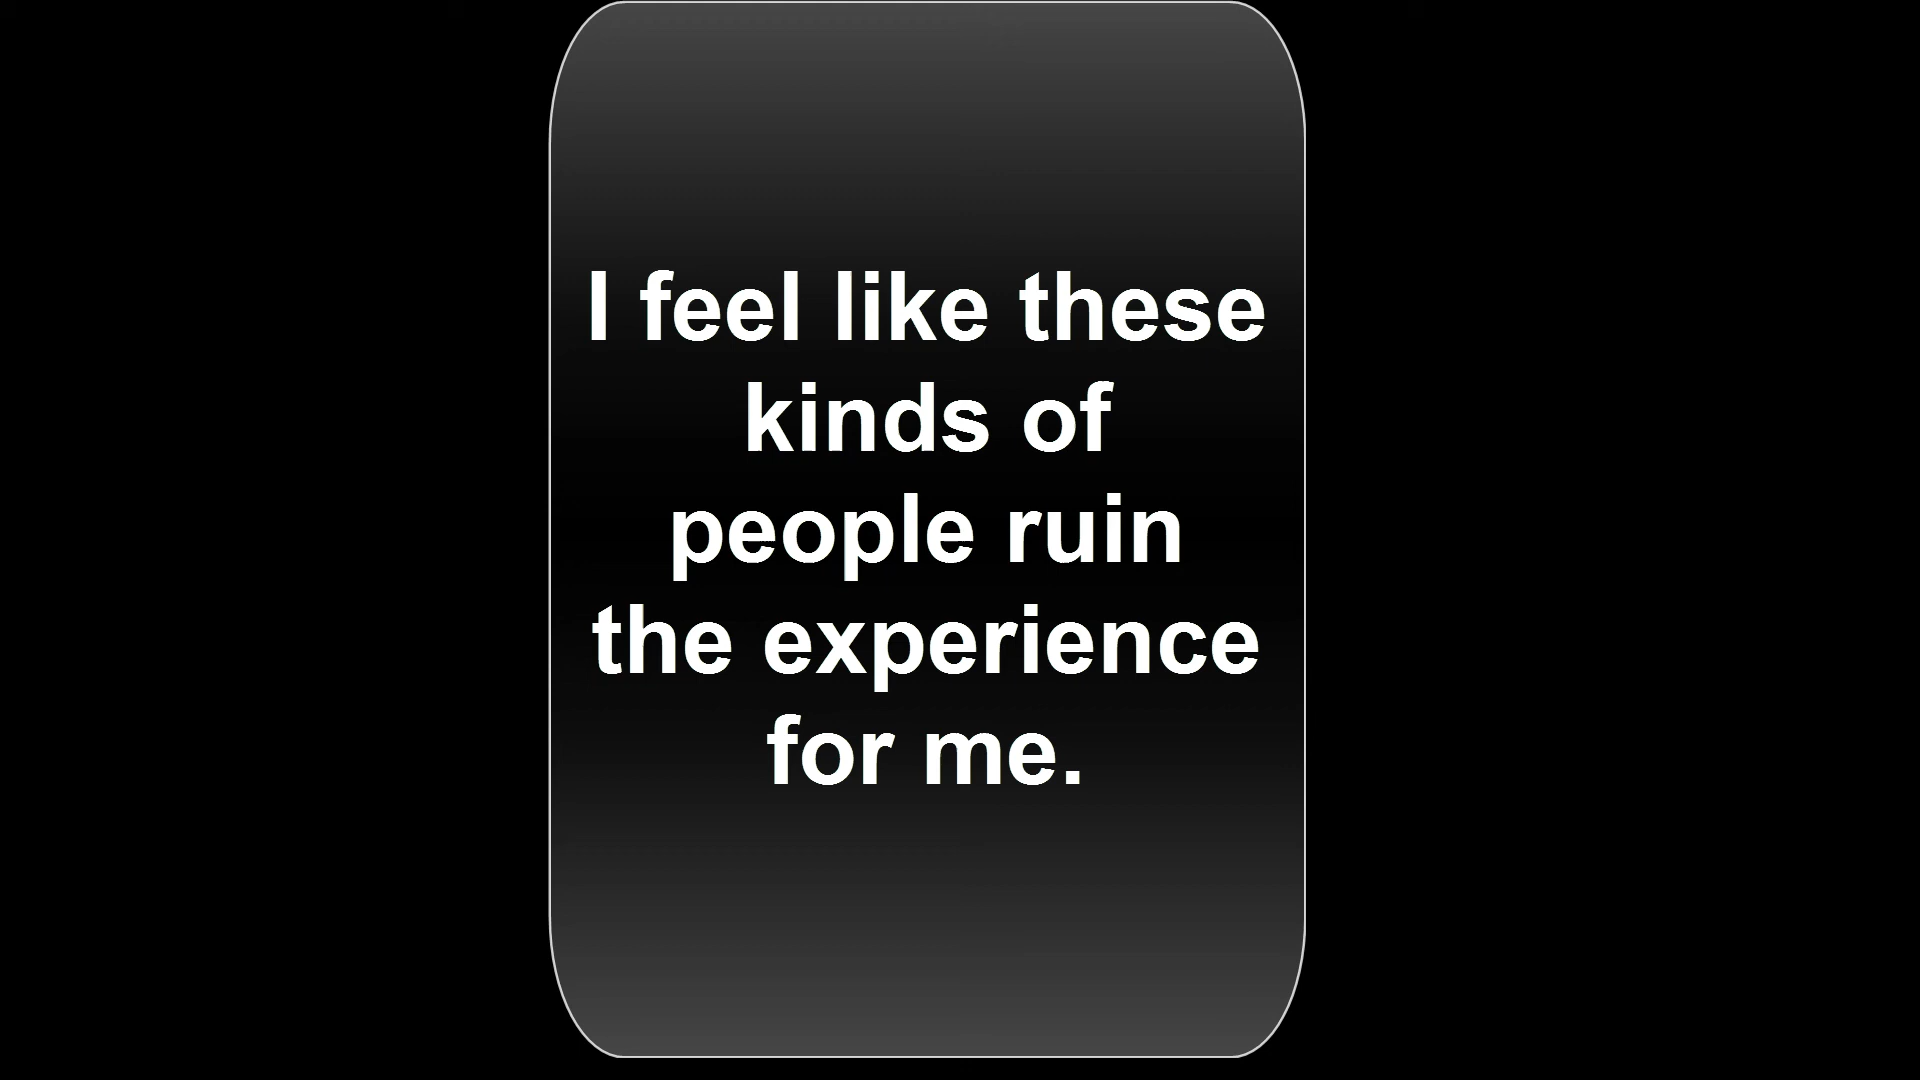 I feel like these
kinds of
people ruin
the experience
for me.